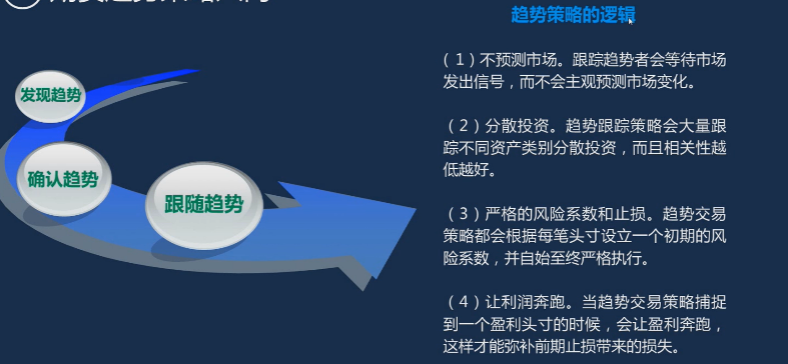 趋势策略的逻辑
发现趋势
确认趋势
跟随趋势
（1）不预测市场。跟踪趋势者会等待市场
发出信号，而不会主观预测市场变化。
（2）分散投资。趋势跟踪策略会大量跟
踪不同资产类别分散投资，而且相关性越
低越好。
（3）严格的风险系数和止损。趋势交易
策略都会根据每笔头寸设立一个初期的风
险系数，并自始至终严格执行。
（4）让利润奔跑。当趋势交易策略捕捉
到一个盈利头寸的时候，会让盈利奔跑，
这样才能弥补前期止损带来的损失。